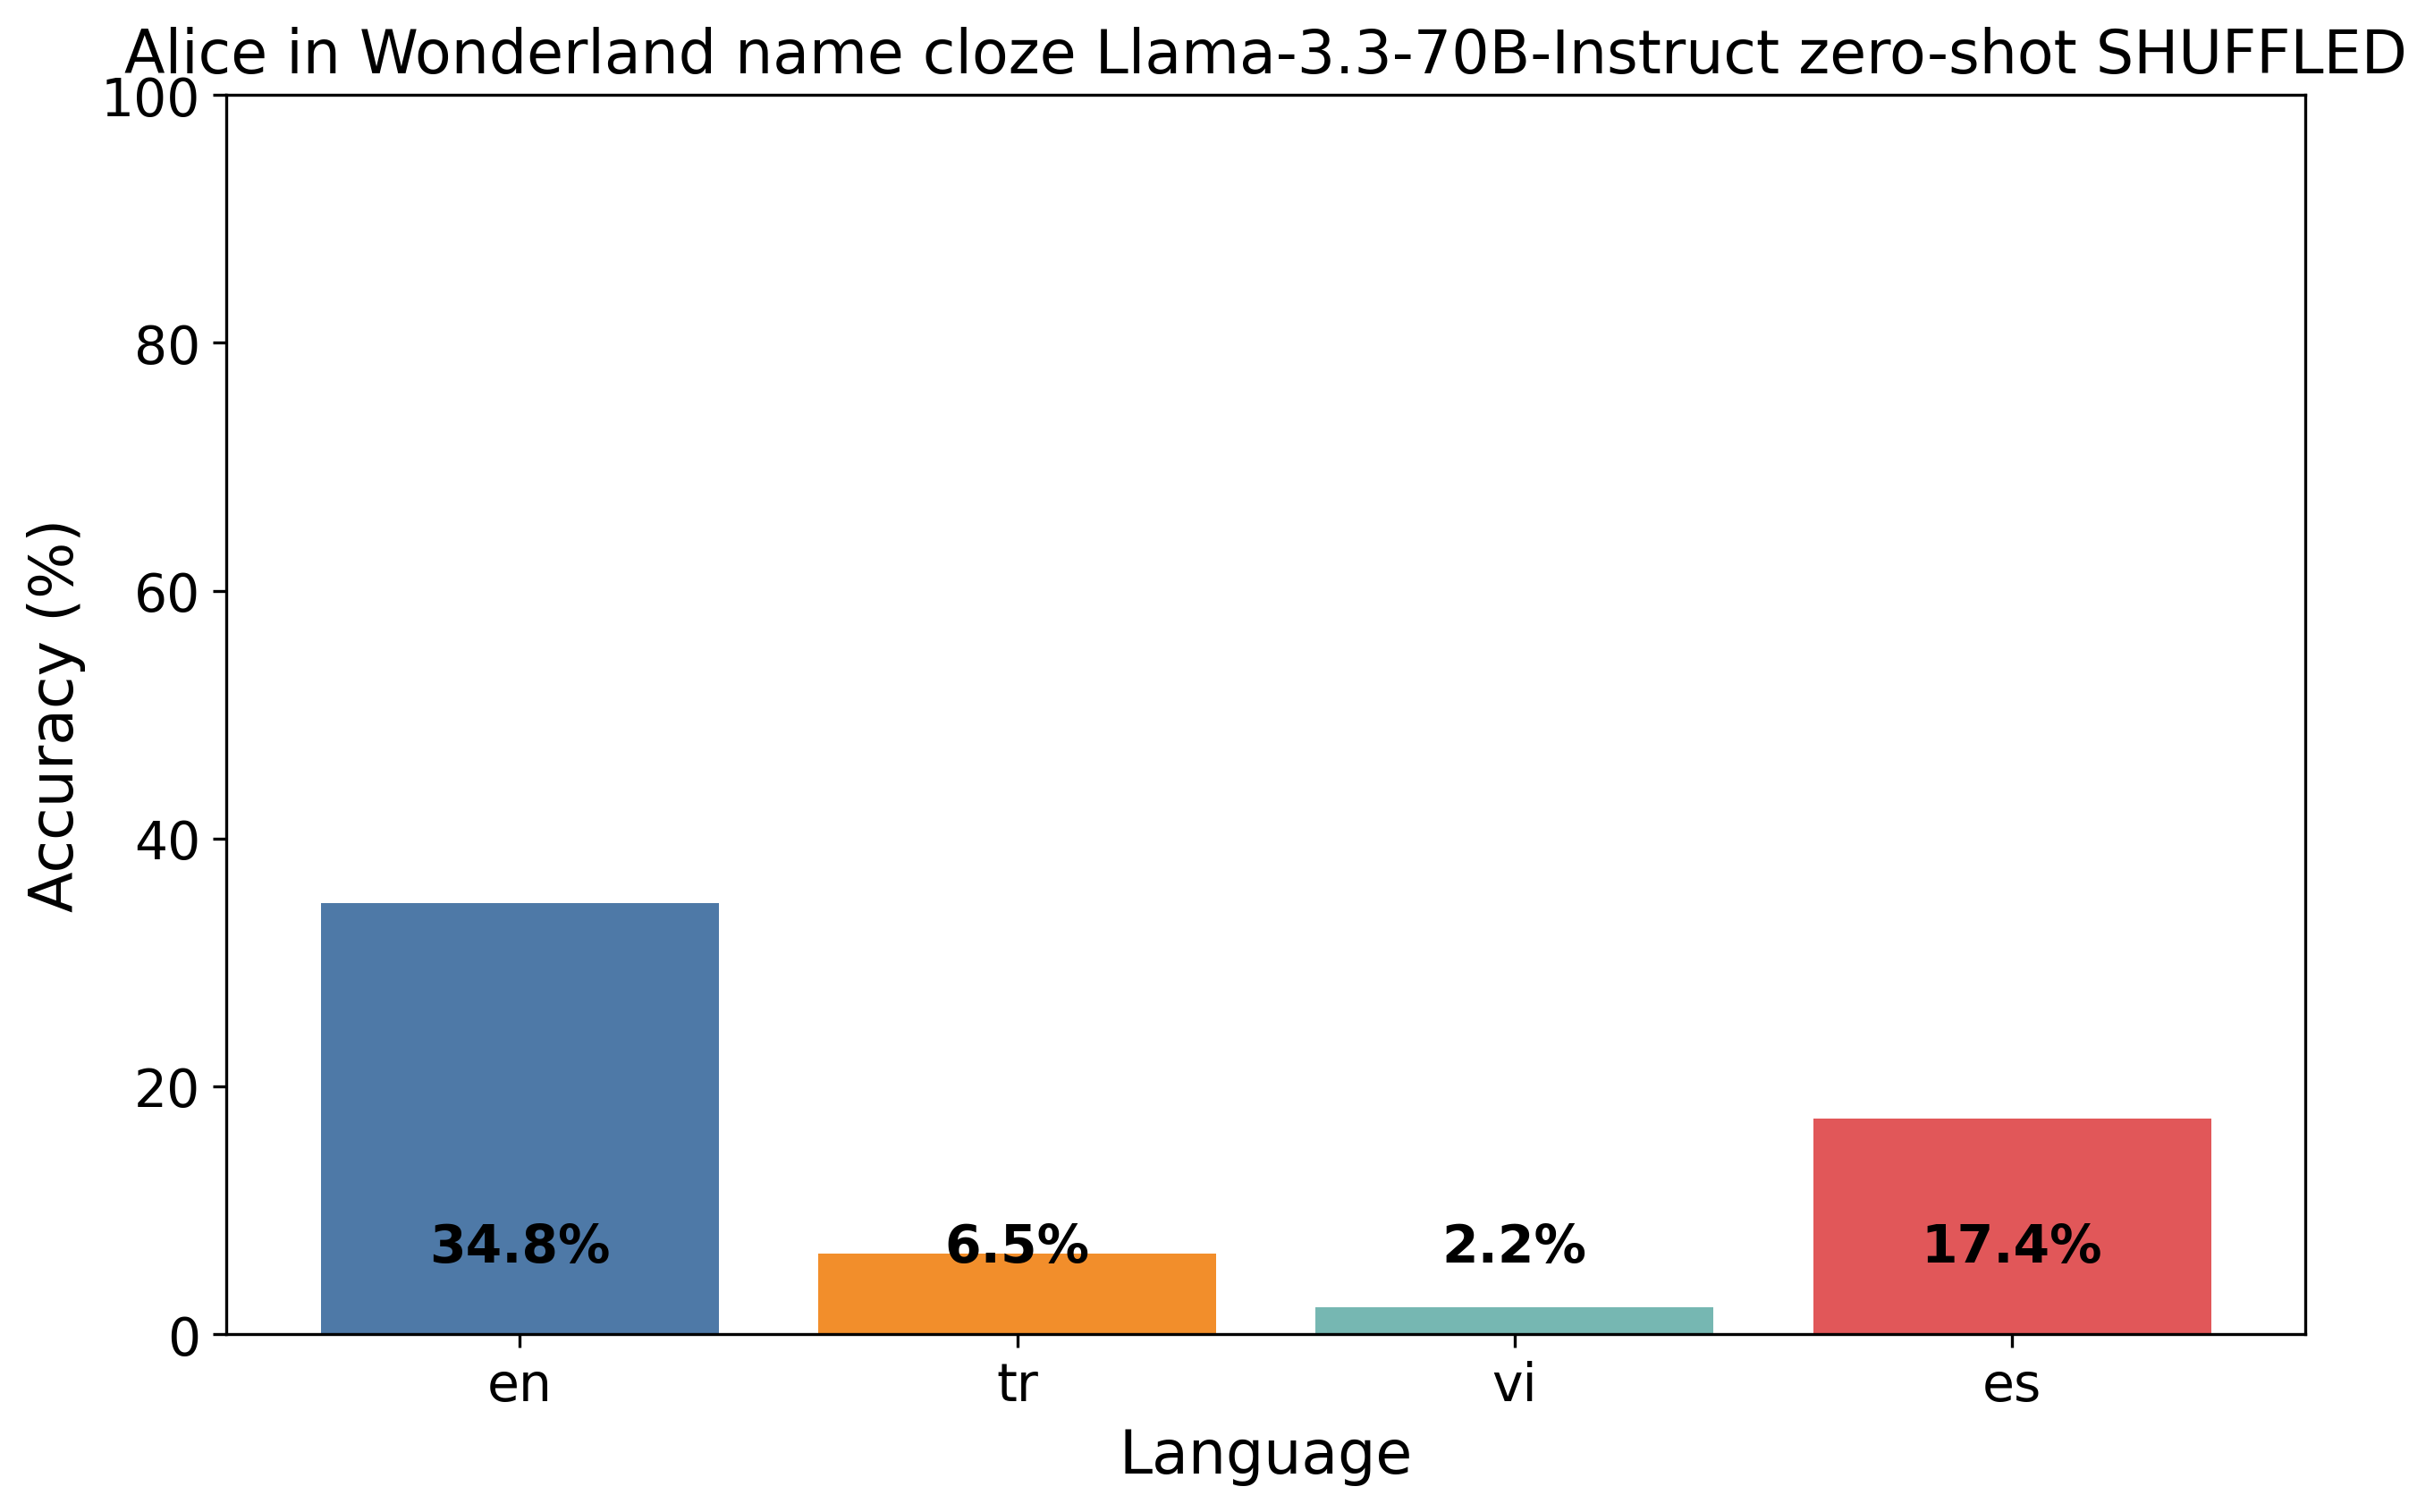 Alice in Wonderland name cloze Llama-3.3-70B-Instruct zero-shot SHUFFLED
Accuracy (%)
100
80
60
40
20
0
34.8%
6.5%
2.2%
17.4%
en
tr
vi
es
Language